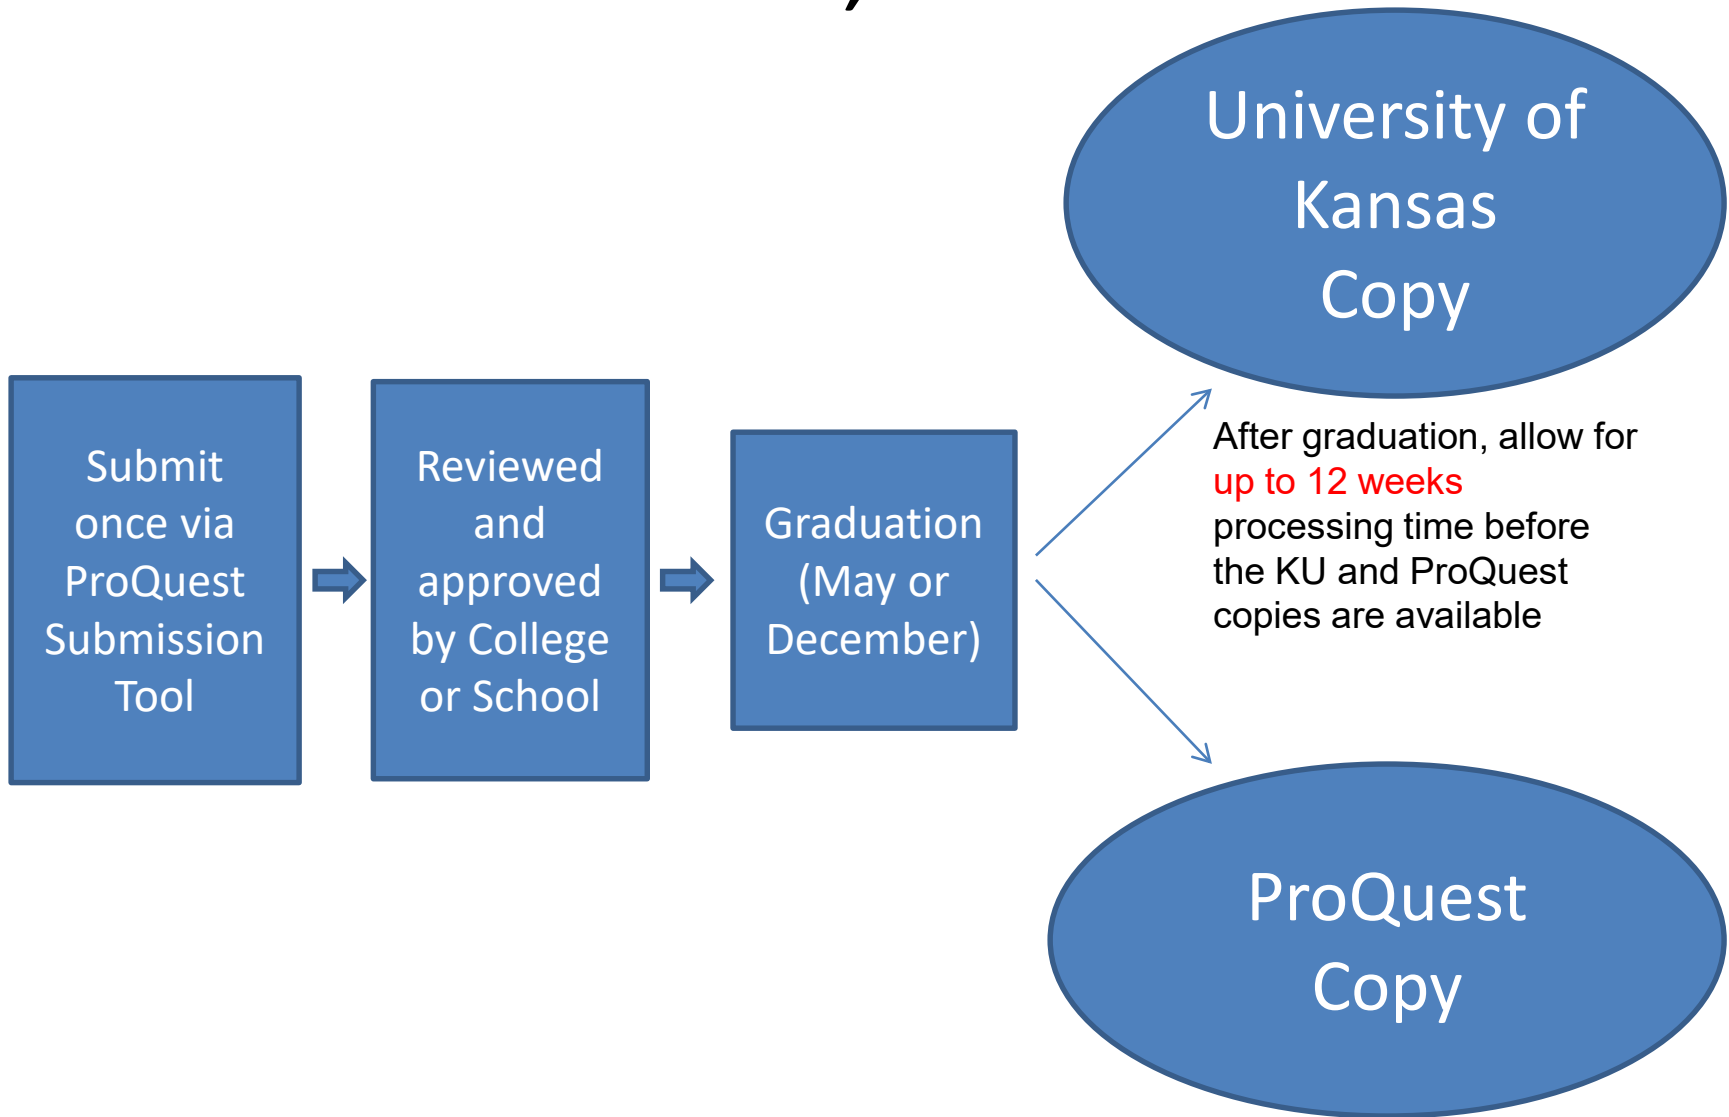 Submit
once via
ProQuest
Submission
Tool
Reviewed
and
approved
by College
or School
Graduation
(May or
December)
University of
Kansas
Copy
After graduation, allow for
up to 12 weeks
processing time before
the KU and ProQuest
copies are available
ProQuest
Copy